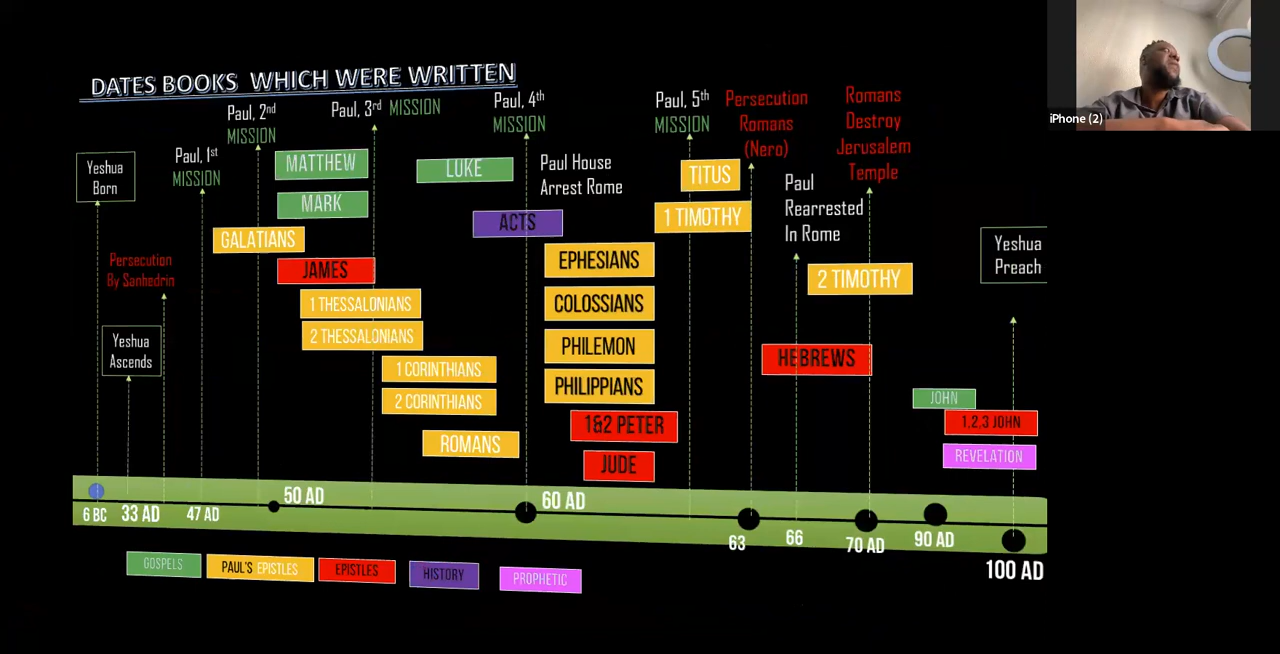 DATES BOOKS WHICH WERE WRITTEN
iPhone (2)
Yeshua
Born
Persecution
By Sanhedrin
Yeshua
Ascends
Paul, 1st
MISSION
Paul, 2nd
MISSION
Paul, 3rd MISSION
Paul, 4th
MISSION
Paul House
Arrest Rome
Paul, 5th
MISSION
Persecution
Romans
(Nero)
Paul
Rearrested
In Rome
Romans
Destroy
Jerusalem
Temple
Yeshua
Preach
MATTHEW
MARK
GALATIANS
JAMES
1 THESSALONIANS
2 THESSALONIANS
1 CORINTHIANS
2 CORINTHIANS
ROMANS
LUKE
ACTS
EPHESIANS
COLOSSIANS
PHILEMON
PHILIPPIANS
1&2 PETER
JUDE
TITUS
1 TIMOTHY
2 TIMOTHY
HEBREWS
JOHN
1,2,3 JOHN
REVELATION
6 BC
33 AD
47 AD
50 AD
60 AD
63
66
70 AD
90 AD
100 AD
GOSPELS
PAUL'S EPISTLES
EPISTLES
HISTORY
PROPHETIC